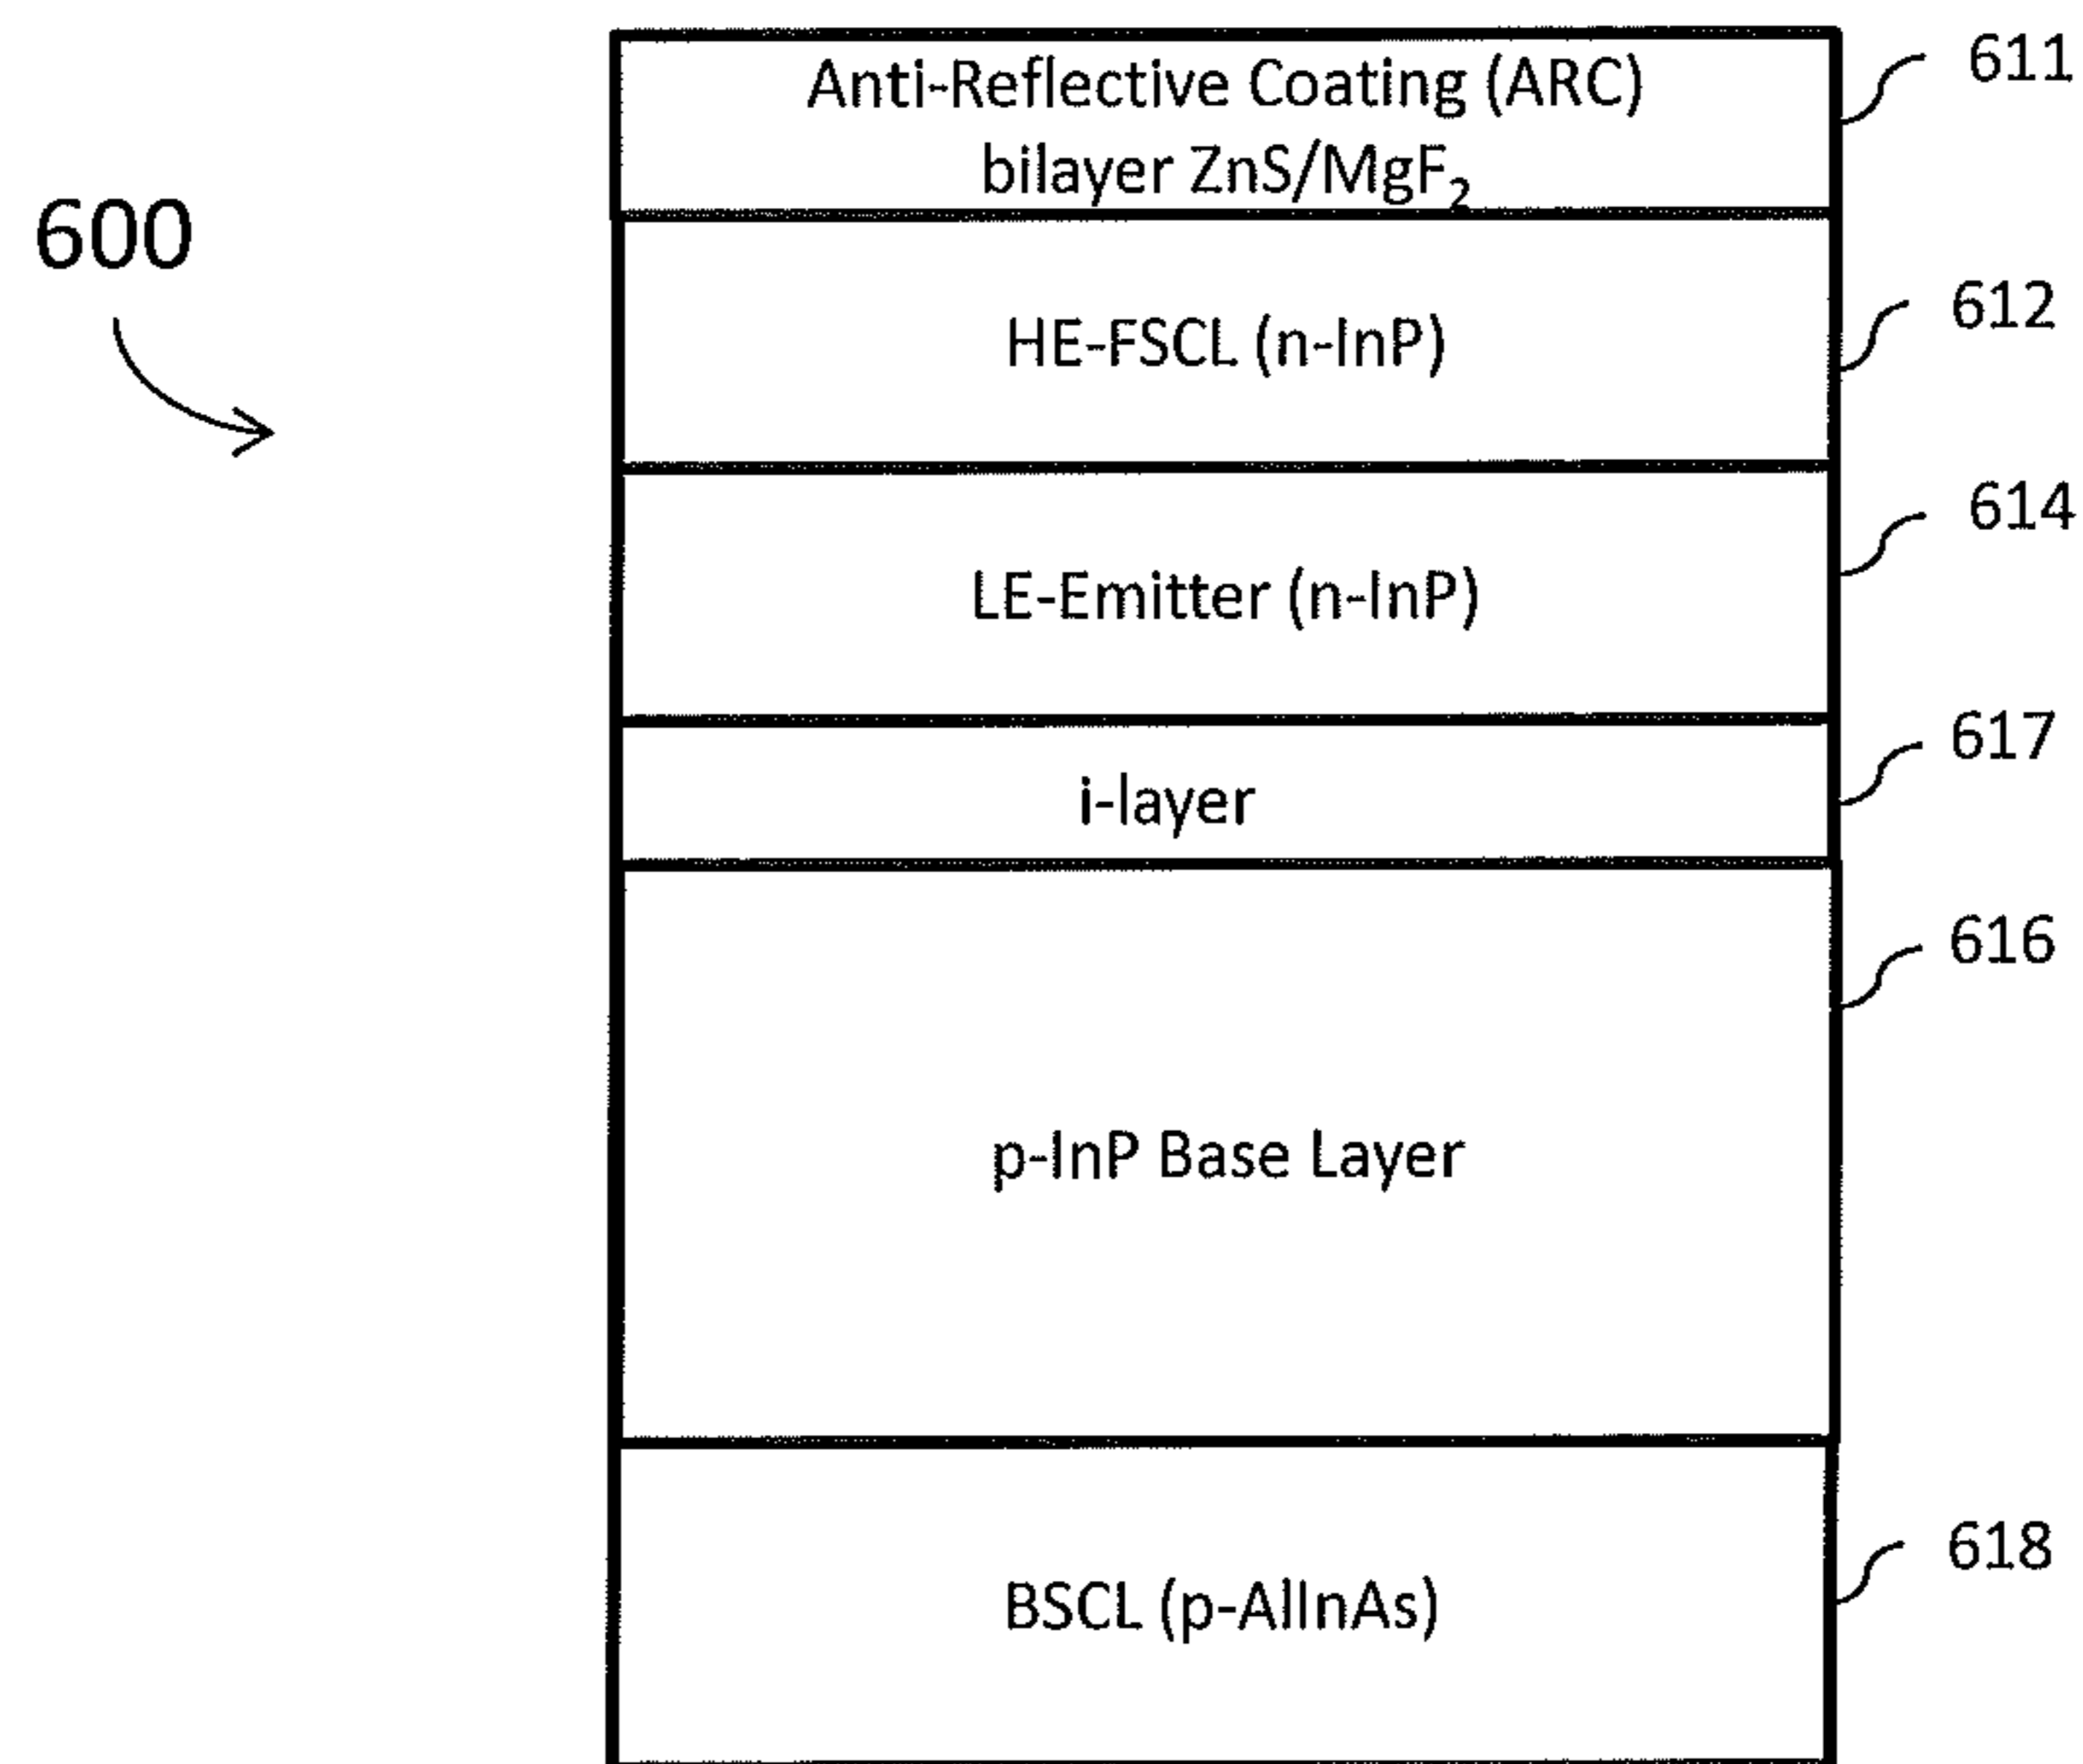 Anti-Reflective Coating (ARC)
bilayer ZnS/MgF₂
611
600
HE-FSCL (n-InP)
612
LE-Emitter (n-InP)
614
i-layer
617
p-InP Base Layer
616
BSCL (p-AlInAs)
618